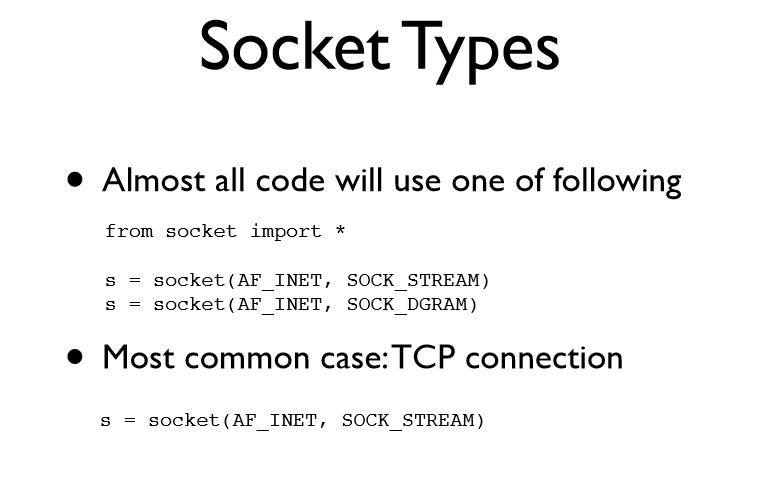 Socket Types
• Almost all code will use one of following
from socket import *
s = socket(AF_INET, SOCK_STREAM)
s = socket(AF_INET, SOCK_DGRAM)
• Most common case: TCP connection
s = socket(AF_INET, SOCK_STREAM)